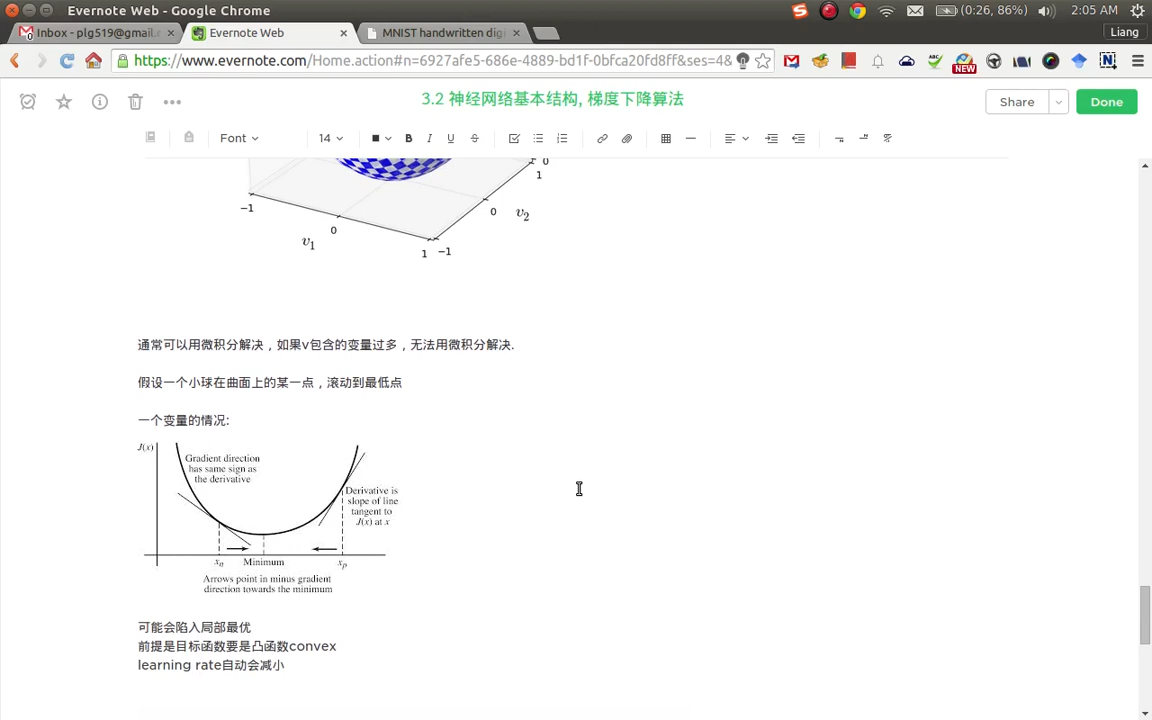 Evernote Web - Google Chrome
(0:26, 86%)
2:05 AM
Inbox - plg519@gmail.c
Evernote Web
MNIST handwritten digi
Liang
https://www.evernote.com/Home.action#n=6927afe5-686e-4889-bd1f-0bfca20fd8ff&ses=4&
NEW
3.2 神经网络基本结构, 梯度下降算法
Share
Done
Font
14
B
I
U
0
1
−1
0
v2
0
v1
1
−1
通常可以用微积分解决，如果v包含的变量过多，无法用微积分解决.
假设一个小球在曲面上的某一点，滚动到最低点
一个变量的情况:
J(x)
Gradient direction
has same sign as
the derivative
Derivative is
slope of line
tangent to
J(x) at x
xn
Minimum
xp
Arrows point in minus gradient
direction towards the minimum
可能会陷入局部最优
前提是目标函数要是凸函数convex
learning rate自动会减小